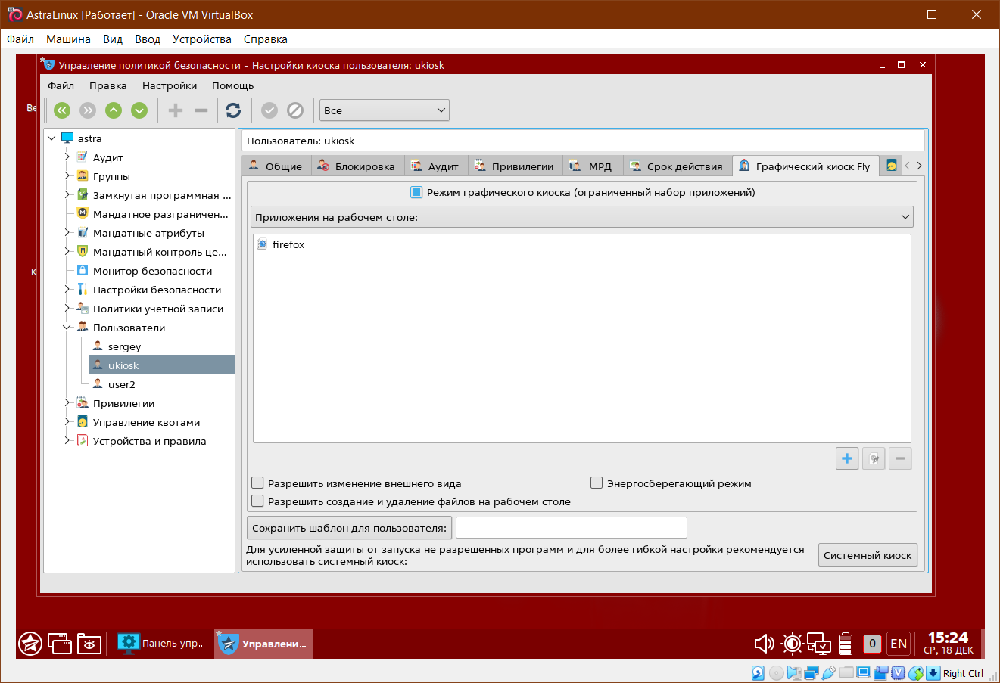 AstraLinux [Работает] - Oracle VM VirtualBox
Файл Машина Вид Ввод Устройства Справка
Управление политикой безопасности - Настройки киоска пользователя: ukiosk
Файл Правка Настройки Помощь
Ве
Все
astra
Аудит
Группы
Замкнутая программная ...
Мандатное разграничен...
Мандатные атрибуты
Мандатный контроль це...
Монитор безопасности
Настройки безопасности
Политики учетной записи
Пользователи
sergey
ukiosk
user2
Привилегии
Управление квотами
Устройства и правила
к
Пользователь: ukiosk
Общие Блокировка Аудит Привилегии МРД Срок действия Графический киоск Fly
Режим графического киоска (ограниченный набор приложений)
Приложения на рабочем столе:
firefox
Разрешить изменение внешнего вида Энергосберегающий режим
Разрешить создание и удаление файлов на рабочем столе
Сохранить шаблон для пользователя:
Для усиленной защиты от запуска не разрешенных программ и для более гибкой настройки рекомендуется
использовать системный киоск:
Системный киоск
Панель упр...
Управлени...
0
EN
15:24
СР, 18 ДЕК
Right Ctrl